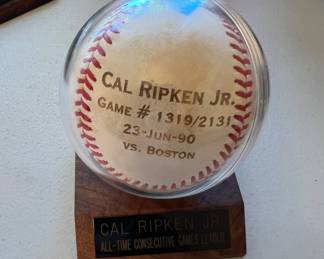 CAL RIPKEN JR.
GAME # 1319/2131
23-JUN-90
VS. BOSTON
CAL RIPKEN JR.
ALL-TIME CONSECUTIVE GAMES LEADER